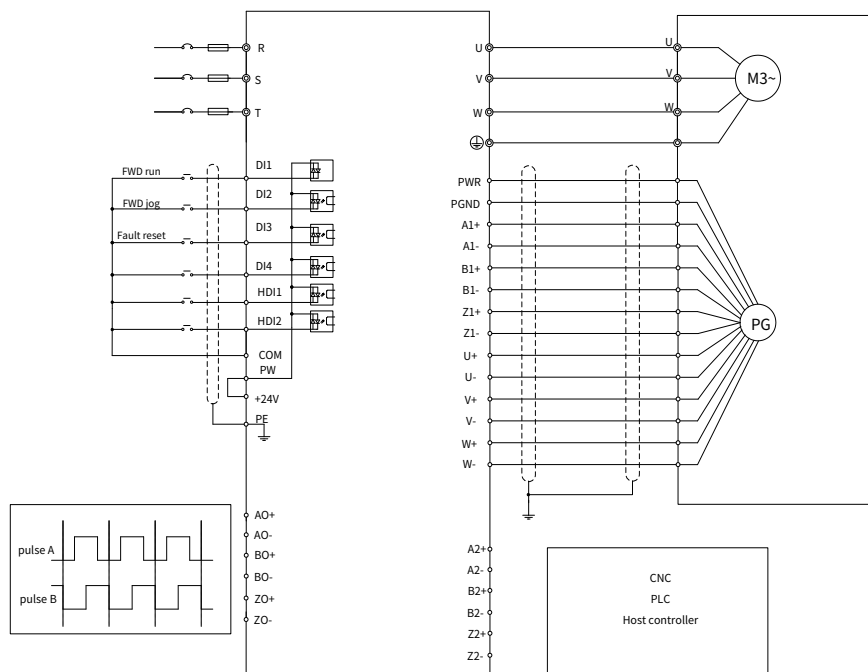 R
S
T
U
V
W
U
V
W
M3~
FWD run
FWD jog
Fault reset
DI1
DI2
DI3
DI4
HDI1
HDI2
COM
PW
+24V
PE
PWR
PGND
A1+
A1-
B1+
B1-
Z1+
Z1-
U+
U-
V+
V-
W+
W-
PG
pulse A
pulse B
AO+
AO-
BO+
BO-
ZO+
ZO-
A2+
A2-
B2+
B2-
Z2+
Z2-
CNC
PLC
Host controller